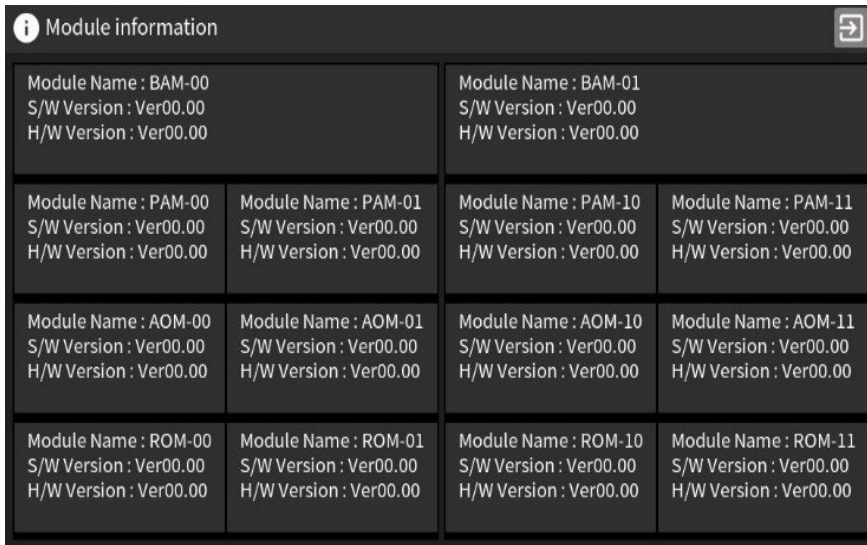 Module information
Module Name : BAM-00
S/W Version : Ver00.00
H/W Version : Ver00.00
Module Name : BAM-01
S/W Version : Ver00.00
H/W Version : Ver00.00
Module Name : PAM-00
S/W Version : Ver00.00
H/W Version : Ver00.00
Module Name : PAM-01
S/W Version : Ver00.00
H/W Version : Ver00.00
Module Name : PAM-10
S/W Version : Ver00.00
H/W Version : Ver00.00
Module Name : PAM-11
S/W Version : Ver00.00
H/W Version : Ver00.00
Module Name : AOM-00
S/W Version : Ver00.00
H/W Version : Ver00.00
Module Name : AOM-01
S/W Version : Ver00.00
H/W Version : Ver00.00
Module Name : AOM-10
S/W Version : Ver00.00
H/W Version : Ver00.00
Module Name : AOM-11
S/W Version : Ver00.00
H/W Version : Ver00.00
Module Name : ROM-00
S/W Version : Ver00.00
H/W Version : Ver00.00
Module Name : ROM-01
S/W Version : Ver00.00
H/W Version : Ver00.00
Module Name : ROM-10
S/W Version : Ver00.00
H/W Version : Ver00.00
Module Name : ROM-11
S/W Version : Ver00.00
H/W Version : Ver00.00